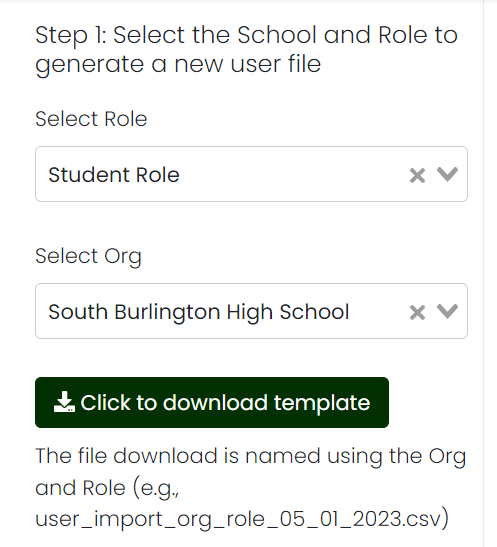 Step 1: Select the School and Role to
generate a new user file
Select Role
Student Role
Select Org
South Burlington High School
Click to download template
The file download is named using the Org
and Role (e.g.,
user_import_org_role_05_01_2023.csv)